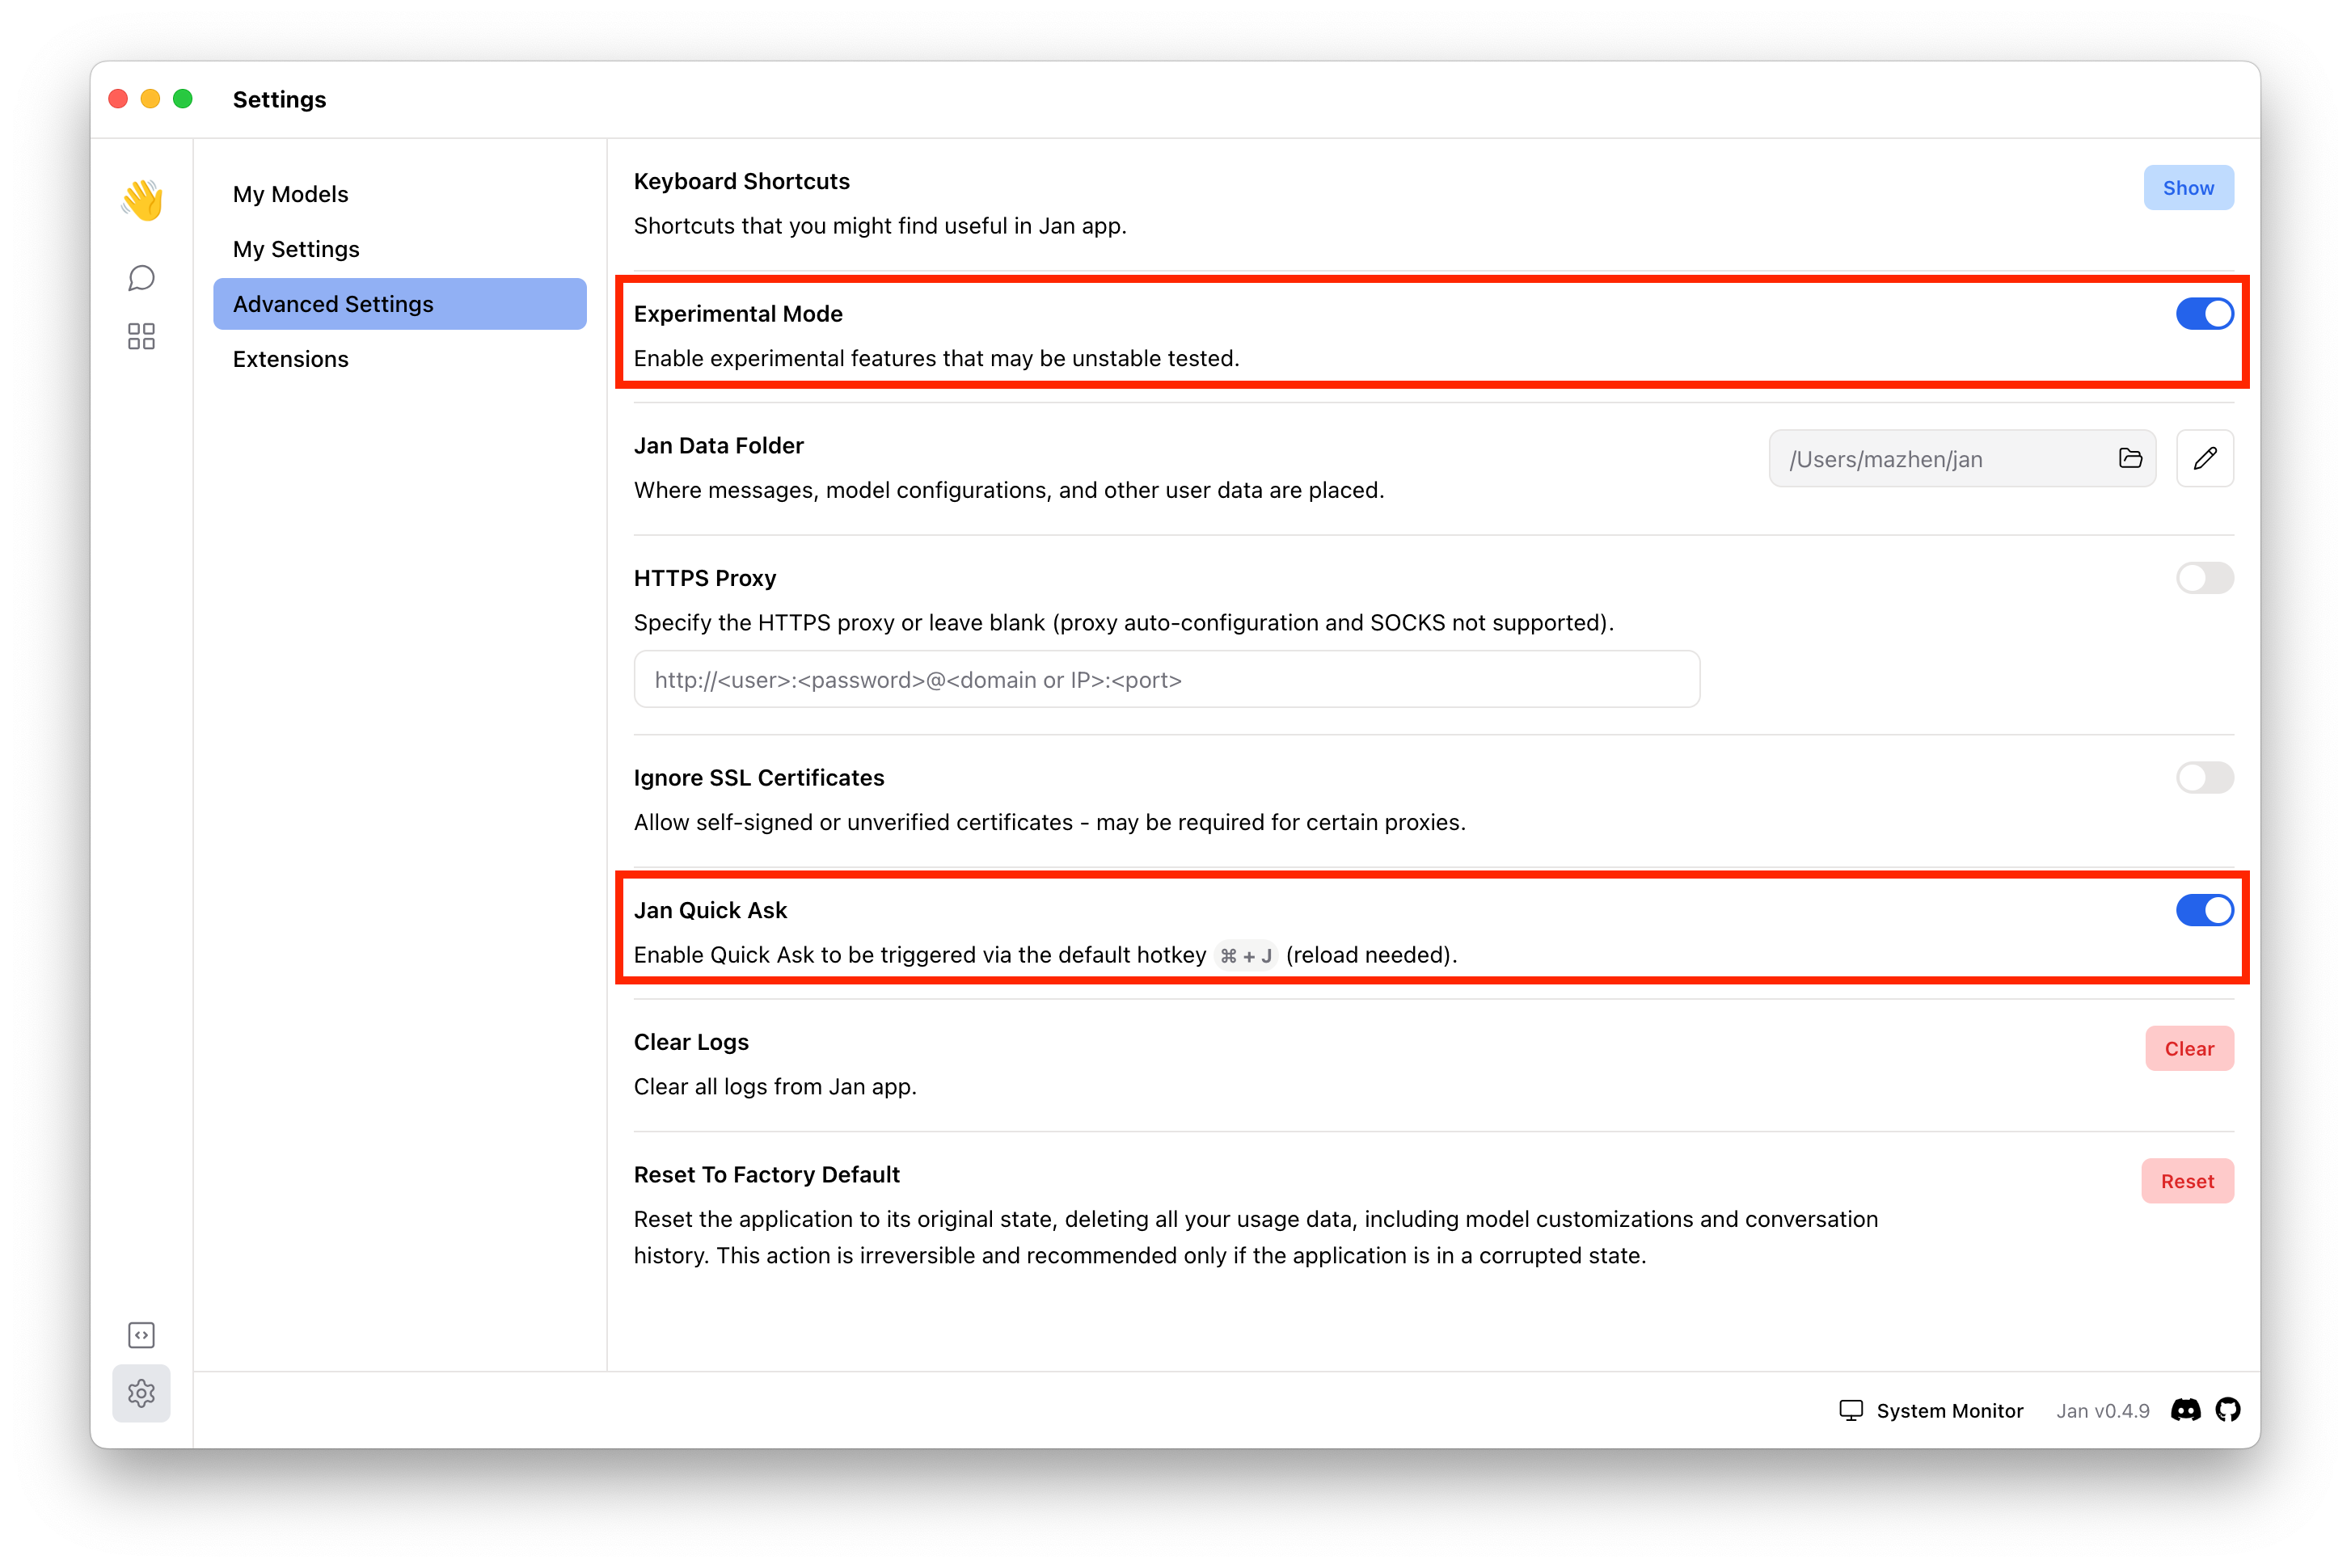 Settings
My Models
My Settings
Advanced Settings
Extensions
Keyboard Shortcuts
Show
Shortcuts that you might find useful in Jan app.
Experimental Mode
Enable experimental features that may be unstable tested.
Jan Data Folder
/Users/mazhen/jan
Where messages, model configurations, and other user data are placed.
HTTPS Proxy
Specify the HTTPS proxy or leave blank (proxy auto-configuration and SOCKS not supported).
http://<user>:<password>@<domain or IP>:<port>
Ignore SSL Certificates
Allow self-signed or unverified certificates - may be required for certain proxies.
Jan Quick Ask
Enable Quick Ask to be triggered via the default hotkey ⌘ + J (reload needed).
Clear Logs
Clear
Clear all logs from Jan app.
Reset To Factory Default
Reset
Reset the application to its original state, deleting all your usage data, including model customizations and conversation
history. This action is irreversible and recommended only if the application is in a corrupted state.
System Monitor
Jan v0.4.9